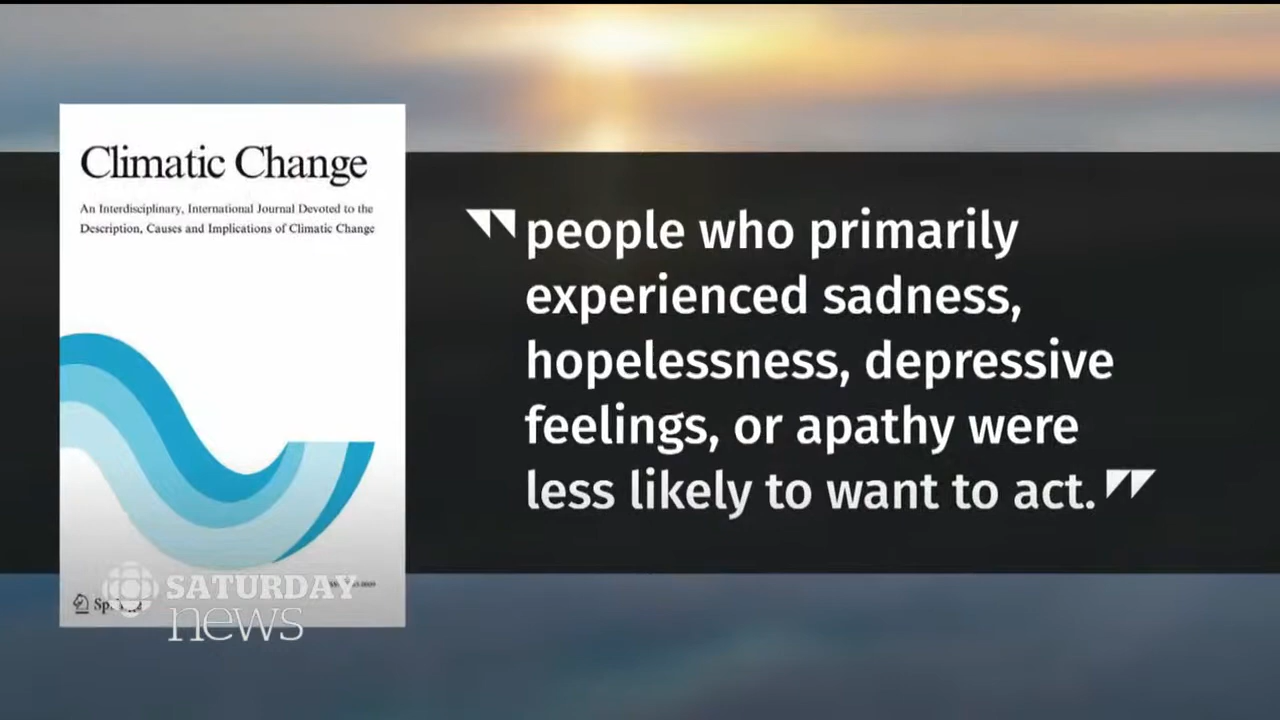 Climatic Change
An Interdisciplinary, International Journal Devoted to the
Description, Causes and Implications of Climatic Change
people who primarily
experienced sadness,
hopelessness, depressive
feelings, or apathy were
less likely to want to act.
SATURDAY
news